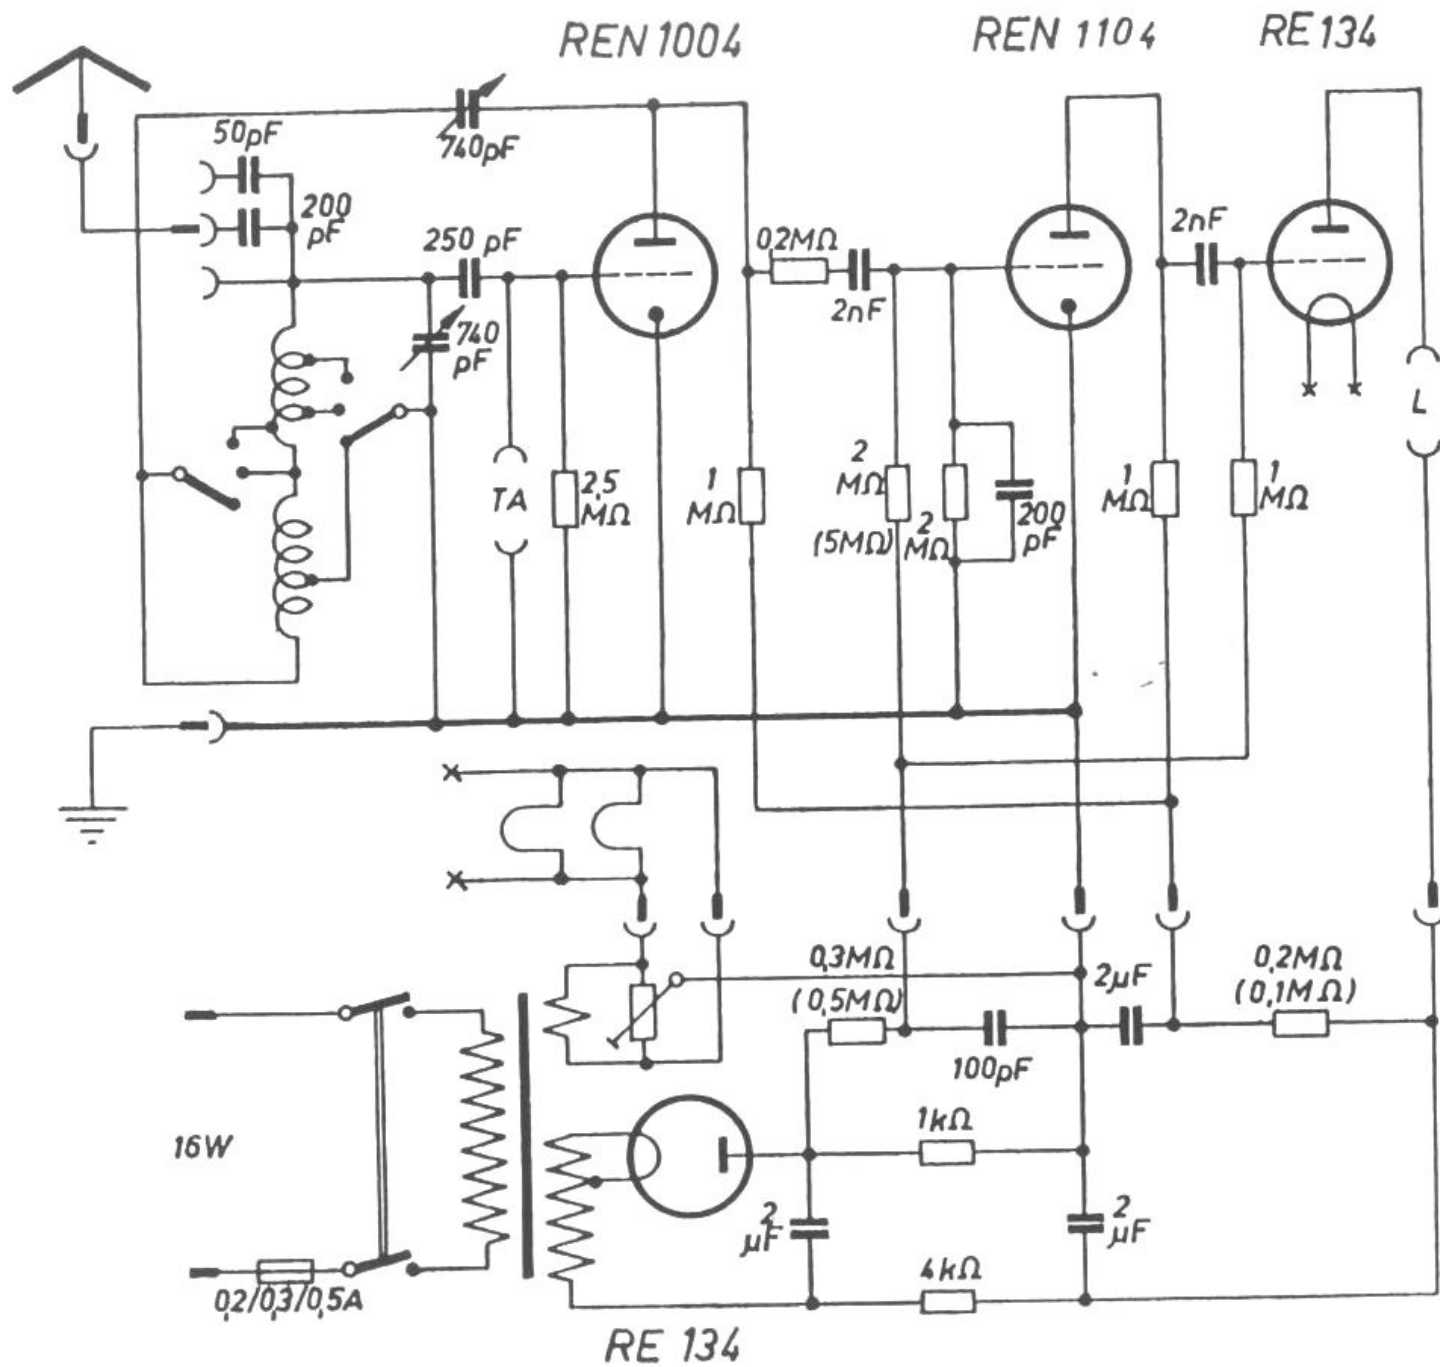 REN 1004
REN 1104
RE 134
50pF
740pF
200
pF
250 pF
0,2MΩ
2nF
2nF
740
pF
L
TA
2,5
MΩ
1
MΩ
2
MΩ
(5MΩ)
2
MΩ
200
pF
1
MΩ
1
MΩ
0,3MΩ
(0,5MΩ)
2µF
0,2MΩ
(0,1MΩ)
100pF
1kΩ
16W
2
µF
2
µF
4kΩ
0,2/0,3/0,5A
RE 134